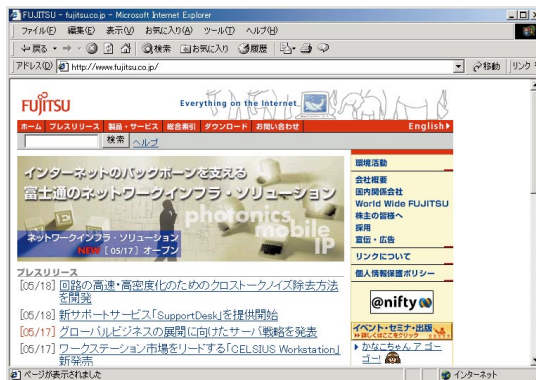 FUJITSU - fujitsu.co.jp - Microsoft Internet Explorer
ファイル(F) 編集(E) 表示(V) お気に入り(A) ツール(T) ヘルプ(H)
戻る 検索 お気に入り 履歴
アドレス(D) http://www.fujitsu.co.jp/ 移動 リンク
FUJITSU
Everything on the Internet
ホーム プレスリリース 製品・サービス 総合索引 ダウンロード お問い合わせ English
検索 ヘルプ
インターネットのバックボーンを支える
富士通のネットワークインフラ・ソリューション
photonics
mobile
IP
ネットワークインフラ・ソリューション
NEW [05/17] オープン
プレスリリース
[05/18] 回路の高速・高密度化のためのクロストークノイズ除去方法
を開発
[05/18] 新サポートサービス「SupportDesk」を提供開始
[05/17] グローバルビジネスの展開に向けたサーバ戦略を発表
[05/17] ワークステーション市場をリードする「CELSIUS Workstation」
新発売
環境活動
会社概要
国内関係会社
World Wide FUJITSU
株主の皆様へ
採用
宣伝・広告
リンクについて
個人情報保護ポリシー
@nifty
イベント・セミナ・出版
詳しくはここをクリック
かなこちゃん ア ゴー
ゴー!
ページが表示されました インターネット